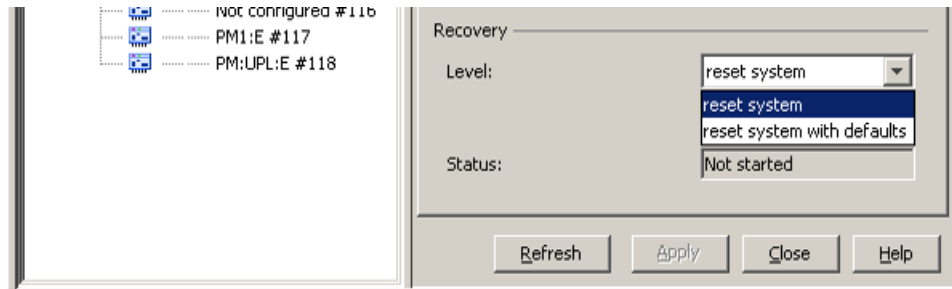 Not configured #116
PM1:E #117
PM:UPL:E #118
Recovery
Level:
reset system
reset system
reset system with defaults
Status:
Not started
Refresh
Apply
Close
Help